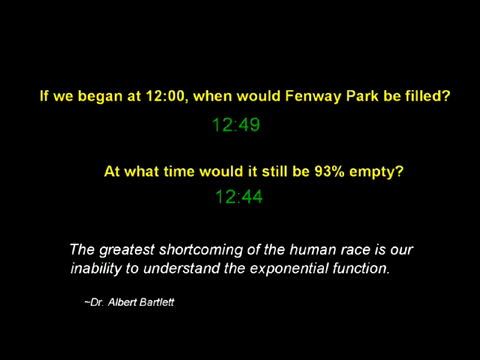 If we began at 12:00, when would Fenway Park be filled?
12:49
At what time would it still be 93% empty?
12:44
The greatest shortcoming of the human race is our
inability to understand the exponential function.
~Dr. Albert Bartlett